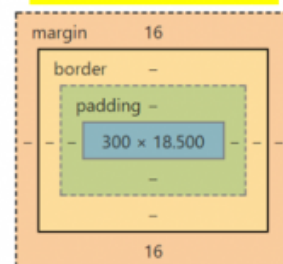 margin 16
border –
padding –
– – – 300 × 18.500 – – –
–
–
16